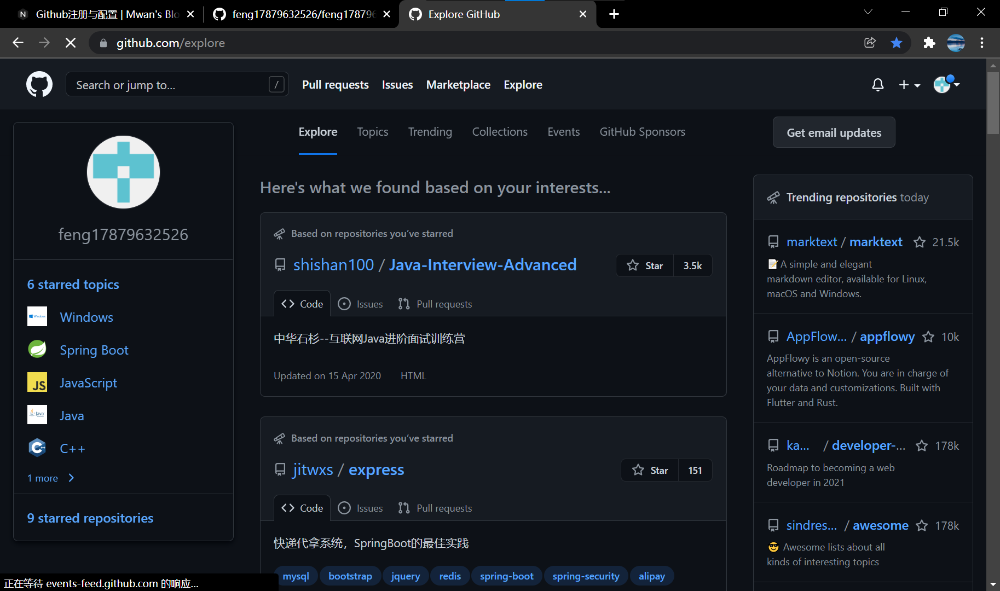 Github注册与配置 | Mwan's Blo
feng17879632526/feng17879
Explore GitHub
github.com/explore
Search or jump to...
/
Pull requests
Issues
Marketplace
Explore
Explore
Topics
Trending
Collections
Events
GitHub Sponsors
Get email updates
feng17879632526
6 starred topics
Windows
Spring Boot
JavaScript
Java
C++
1 more
9 starred repositories
Here's what we found based on your interests...
Based on repositories you’ve starred
shishan100 / Java-Interview-Advanced
Star
3.5k
Code
Issues
Pull requests
中华石杉--互联网Java进阶面试训练营
Updated on 15 Apr 2020
HTML
Based on repositories you’ve starred
jitwxs / express
Star
151
Code
Issues
Pull requests
快递代拿系统，SpringBoot的最佳实践
mysql
bootstrap
jquery
redis
spring-boot
spring-security
alipay
Trending repositories today
marktext / marktext
21.5k
📝 A simple and elegant
markdown editor, available for Linux,
macOS and Windows.
AppFlow... / appflowy
10k
AppFlowy is an open-source
alternative to Notion. You are in charge of
your data and customizations. Built with
Flutter and Rust.
ka... / developer-...
178k
Roadmap to becoming a web
developer in 2021
sindres... / awesome
178k
😎 Awesome lists about all
kinds of interesting topics
正在等待 events-feed.github.com 的响应...